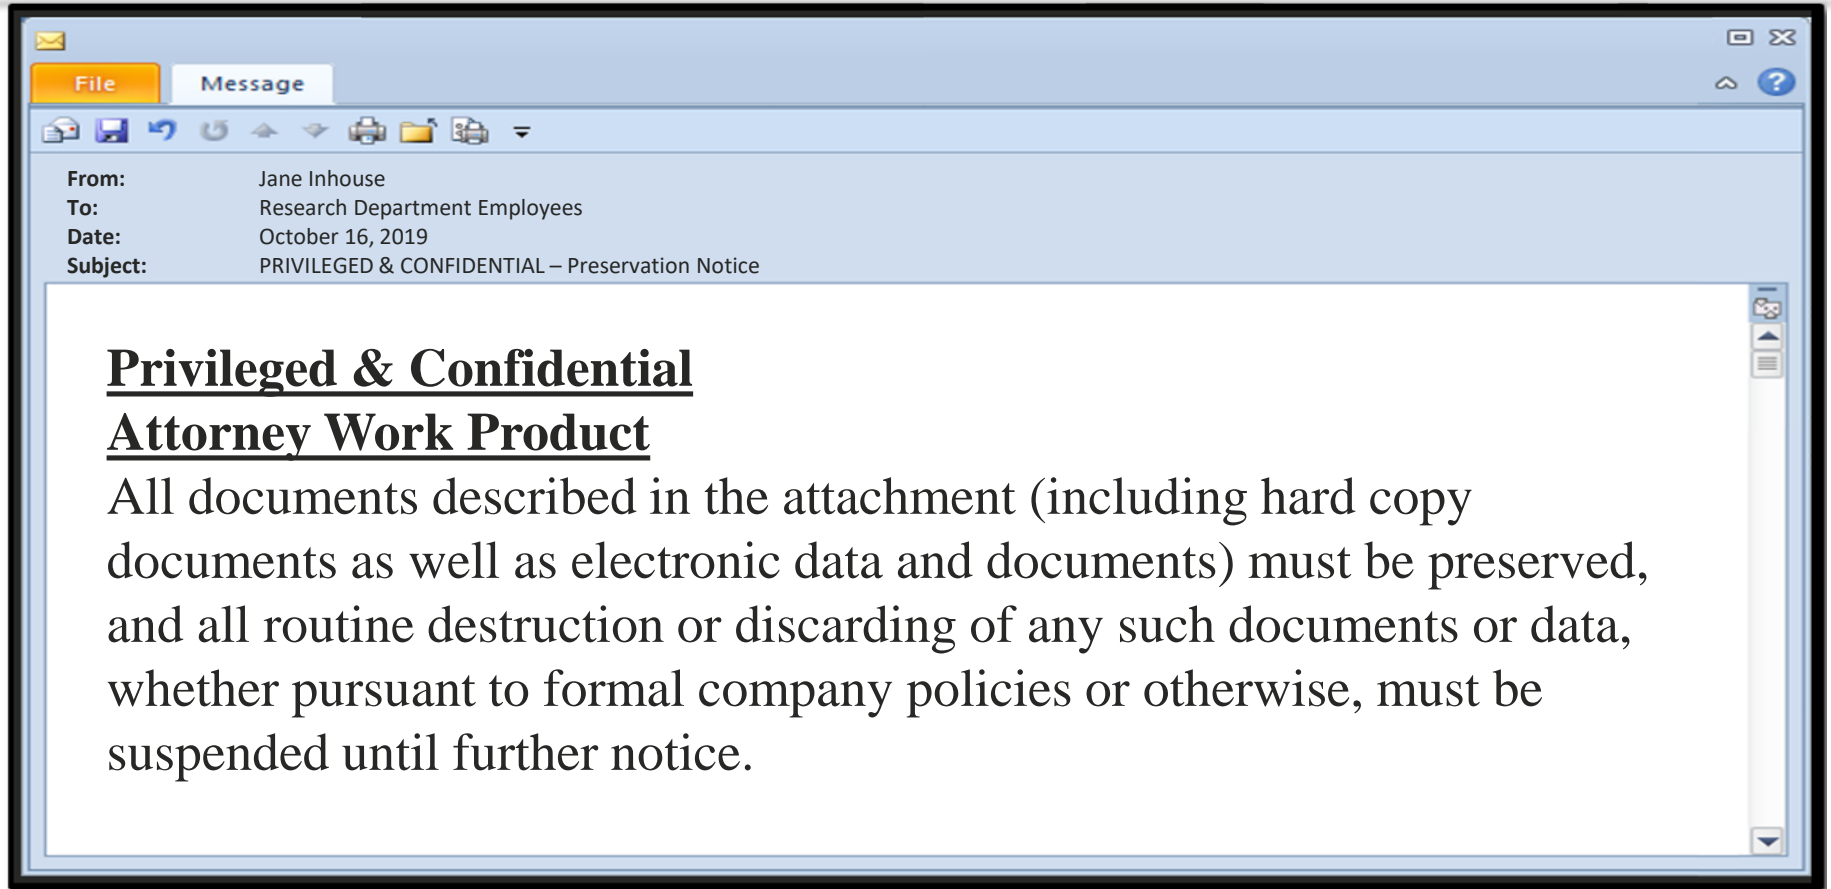 File Message
?
From: Jane Inhouse
To: Research Department Employees
Date: October 16, 2019
Subject: PRIVILEGED & CONFIDENTIAL – Preservation Notice
Privileged & Confidential
Attorney Work Product
All documents described in the attachment (including hard copy
documents as well as electronic data and documents) must be preserved,
and all routine destruction or discarding of any such documents or data,
whether pursuant to formal company policies or otherwise, must be
suspended until further notice.